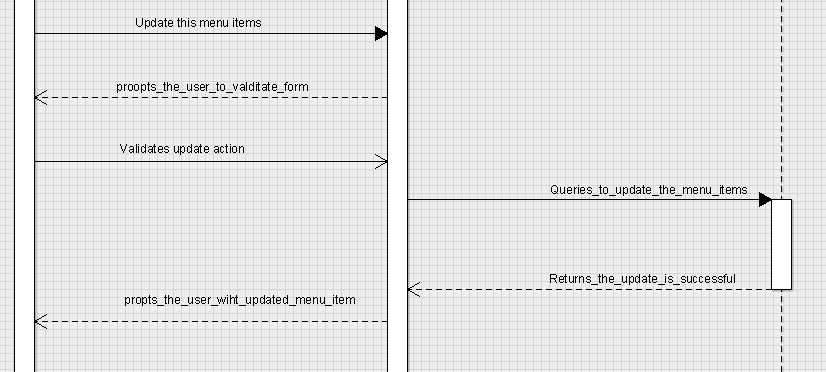 Update this menu items
proopts_the_user_to_valditate_form
Validates update action
Queries_to_update_the_menu_items
Returns_the_update_is_successful
propts_the_user_wiht_updated_menu_item